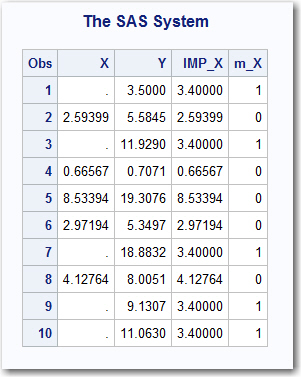 The SAS System
Obs X Y IMP_X m_X
1 . 3.5000 3.40000 1
2 2.59399 5.5845 2.59399 0
3 . 11.9290 3.40000 1
4 0.66567 0.7071 0.66567 0
5 8.53394 19.3076 8.53394 0
6 2.97194 5.3497 2.97194 0
7 . 18.8832 3.40000 1
8 4.12764 8.0051 4.12764 0
9 . 9.1307 3.40000 1
10 . 11.0630 3.40000 1